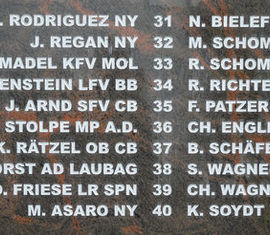 . RODRIGUEZ NY 31 N. BIELEF
J. REGAN NY 32 M. SCHOM
MADEL KFV MOL 33 R. SCHOM
ENSTEIN LFV BB 34 R. RICHTE
J. ARND SFV CB 35 F. PATZER
STOLPE MP A.D. 36 CH. ENGLE
K. RÄTZEL OB CB 37 B. SCHÄFE
ORST AD LAUBAG 38 S. WAGNE
O. FRIESE LR SPN 39 CH. WAGN
M. ASARO NY 40 K. SOYDT